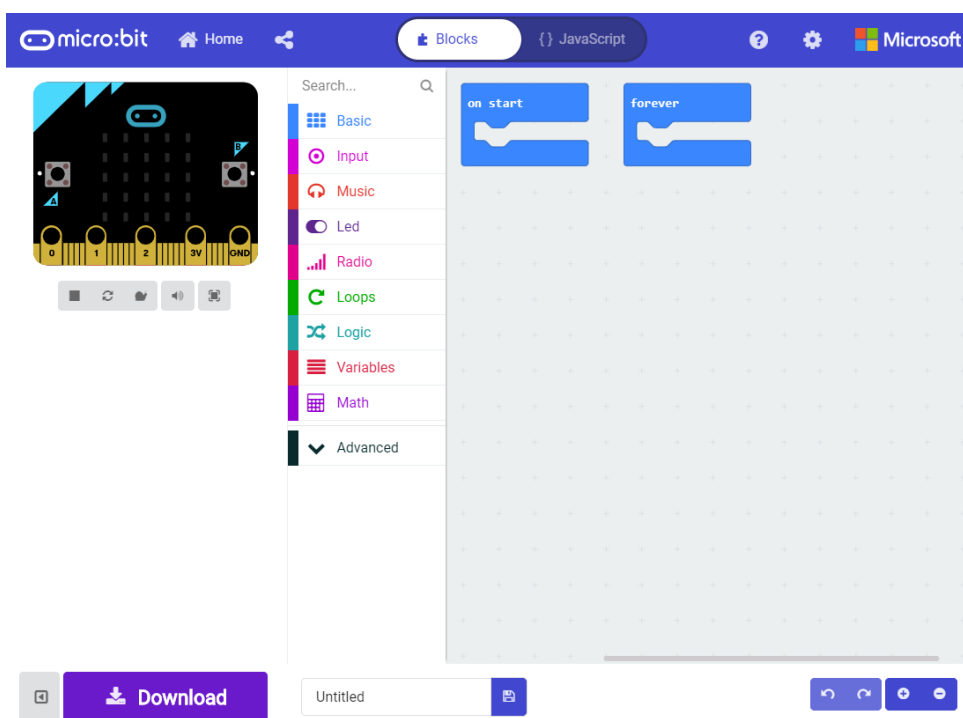 micro:bit Home Blocks {} JavaScript ? Microsoft
B
A
0 1 2 3V GND
Search...
Basic
Input
Music
Led
Radio
Loops
Logic
Variables
Math
Advanced
on start
forever
Download
Untitled